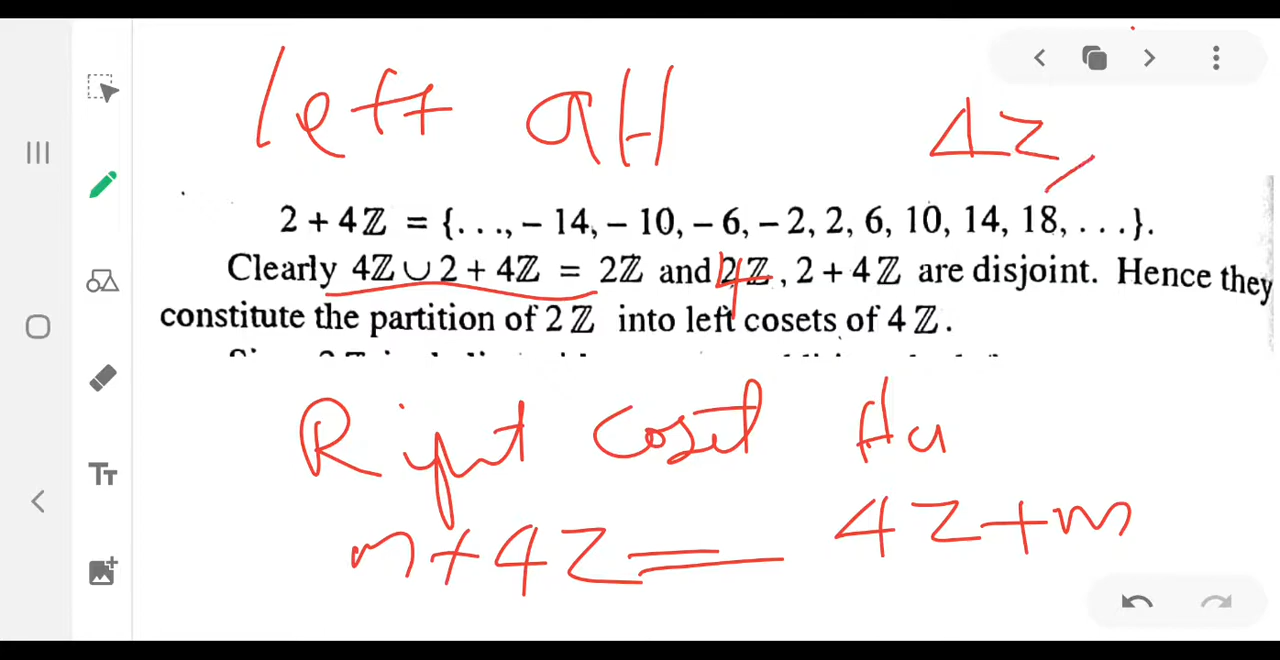 left aH 4Z,
2 + 4ℤ = {. . ., – 14, – 10, – 6, – 2, 2, 6, 10, 14, 18, . . .}.
Clearly 4ℤ ∪ 2 + 4ℤ = 2ℤ and 4ℤ, 2 + 4ℤ are disjoint. Hence they
constitute the partition of 2ℤ into left cosets of 4ℤ.
Right Coset Ha
m+4Z = 4Z+m
TT